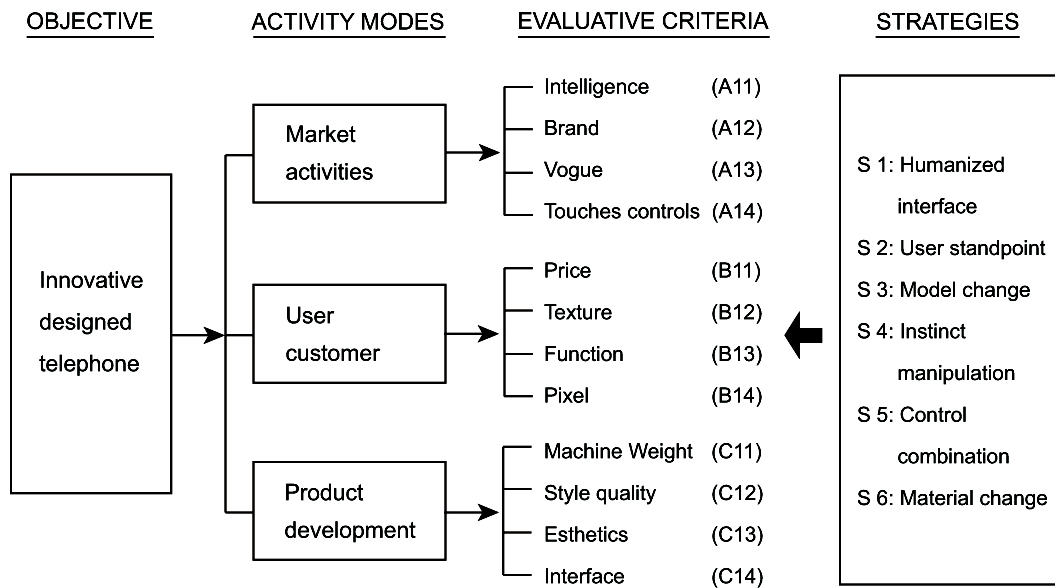 OBJECTIVE
ACTIVITY MODES
EVALUATIVE CRITERIA
STRATEGIES
Innovative
designed
telephone
Market
activities
User
customer
Product
development
Intelligence (A11)
Brand (A12)
Vogue (A13)
Touches controls (A14)
Price (B11)
Texture (B12)
Function (B13)
Pixel (B14)
Machine Weight (C11)
Style quality (C12)
Esthetics (C13)
Interface (C14)
S 1: Humanized
interface
S 2: User standpoint
S 3: Model change
S 4: Instinct
manipulation
S 5: Control
combination
S 6: Material change